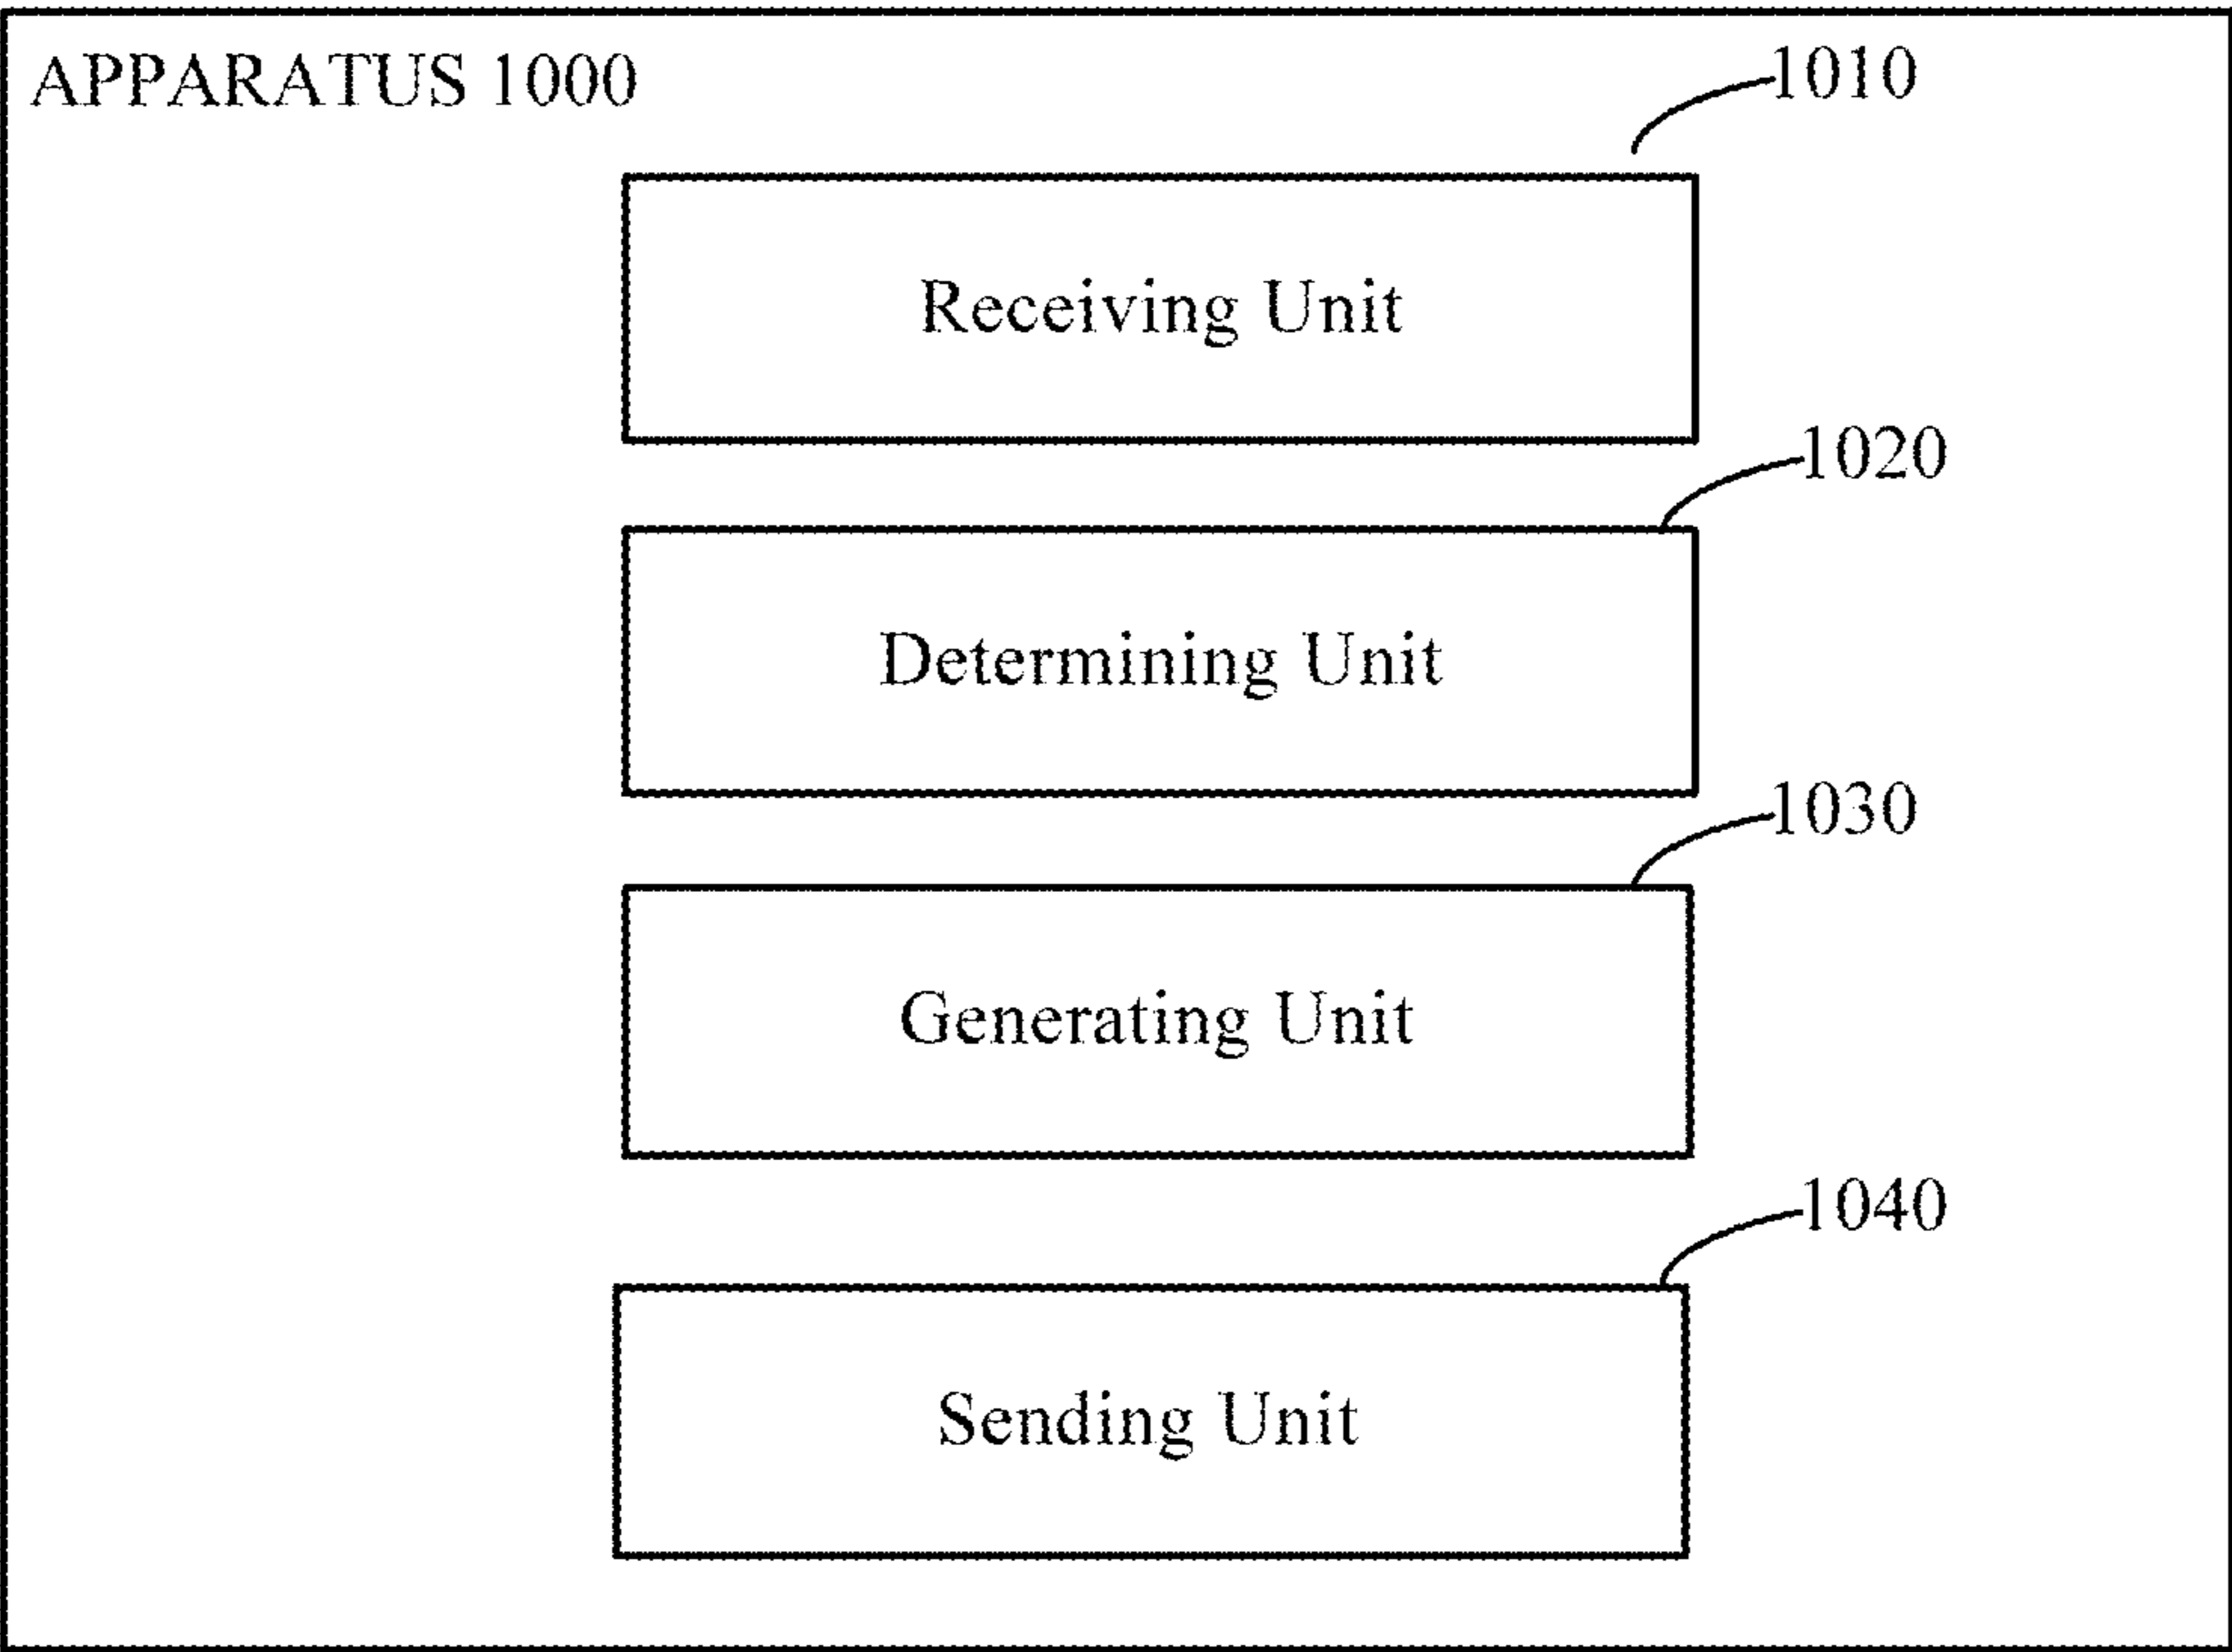 APPARATUS 1000
1010
Receiving Unit
1020
Determining Unit
1030
Generating Unit
1040
Sending Unit